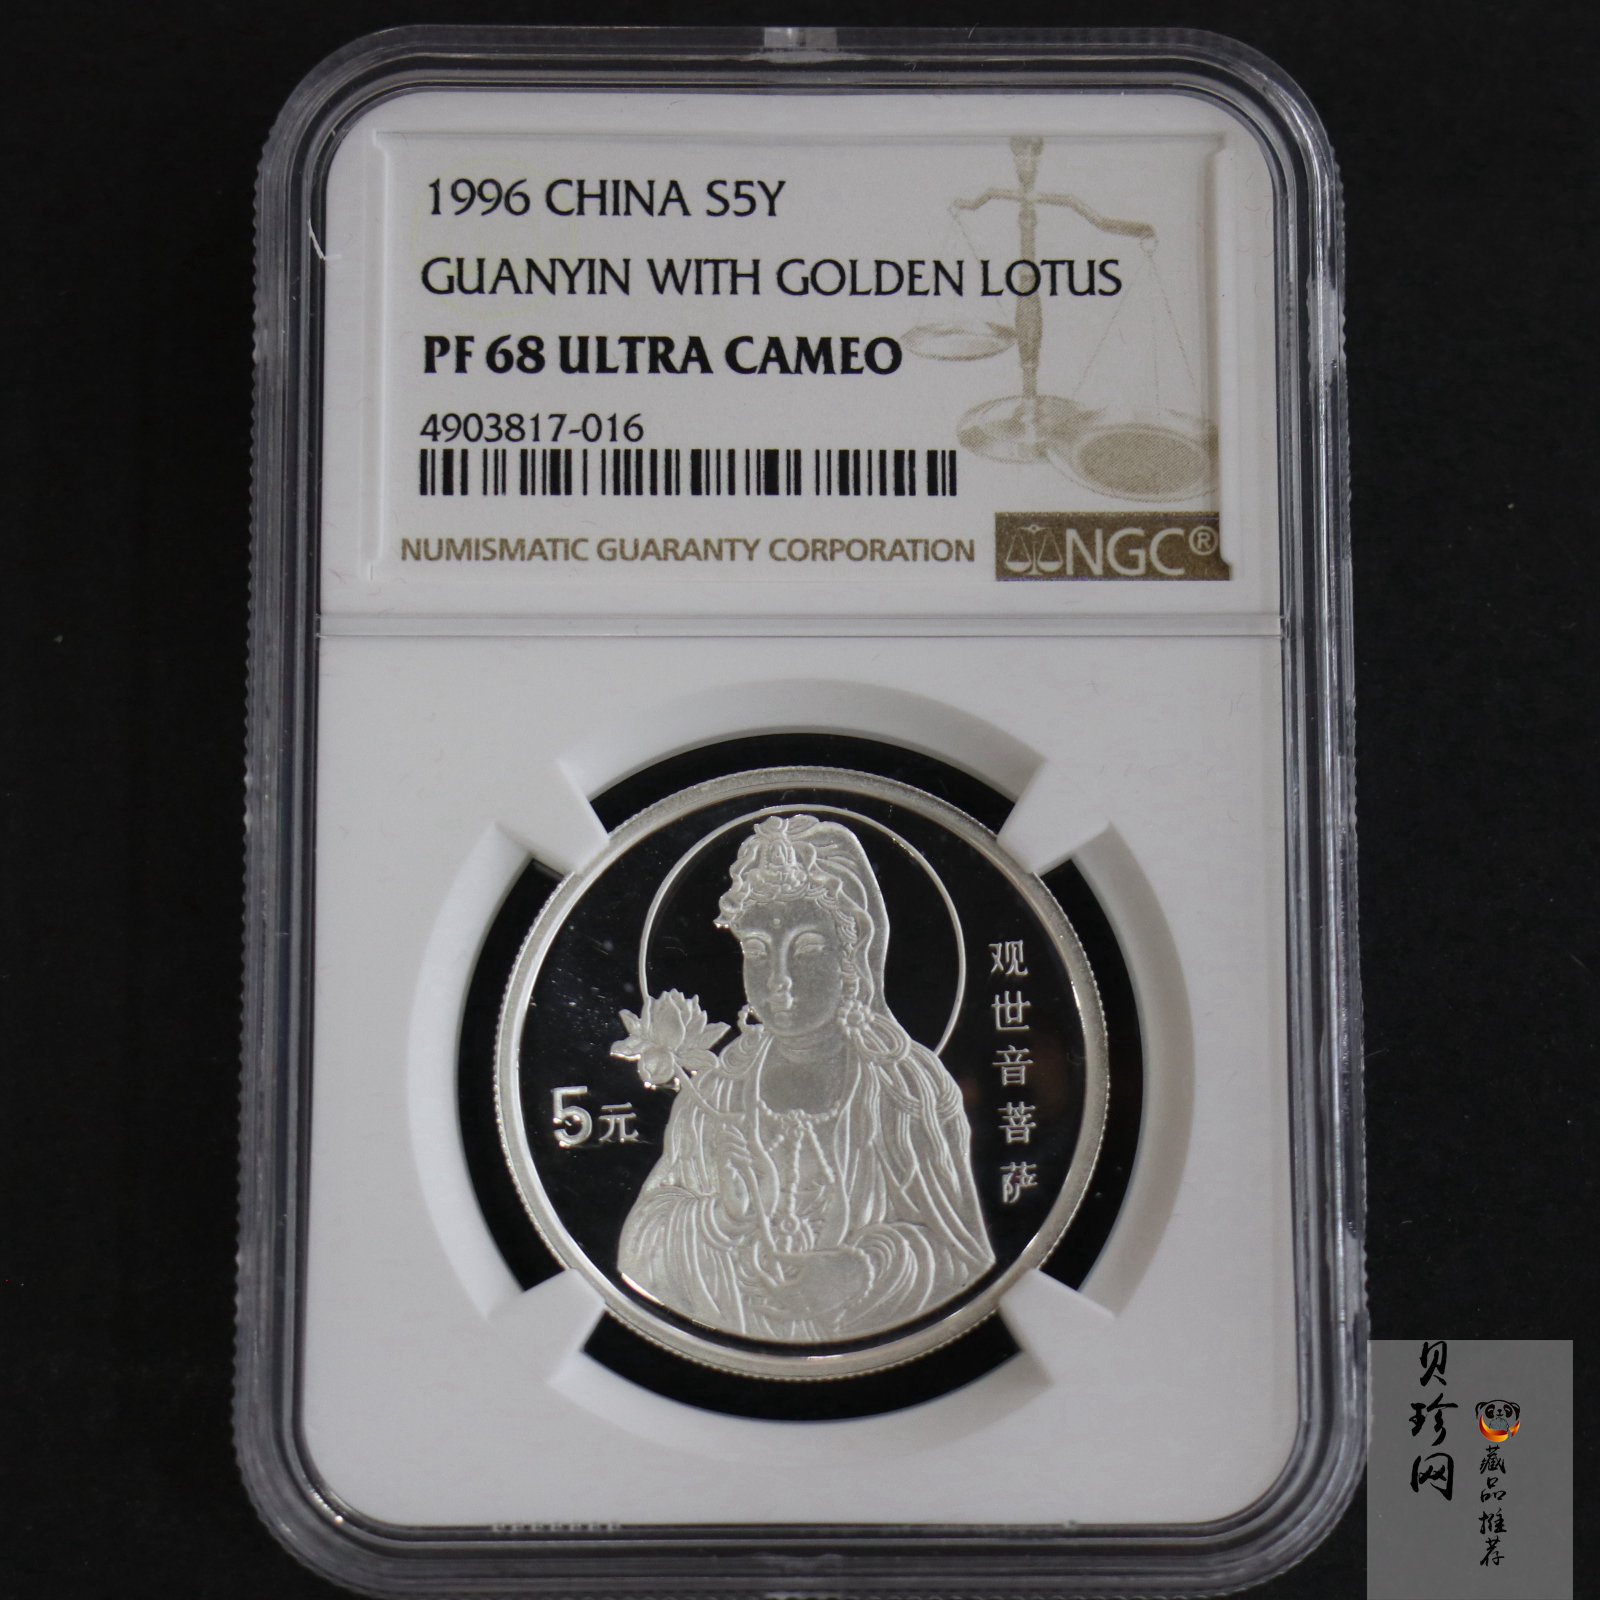 1996 CHINA S5Y
GUANYIN WITH GOLDEN LOTUS
PF 68 ULTRA CAMEO
4903817-016
NUMISMATIC GUARANTY CORPORATION
NGC®
观世音菩萨
5元
贝珍网
藏品推荐